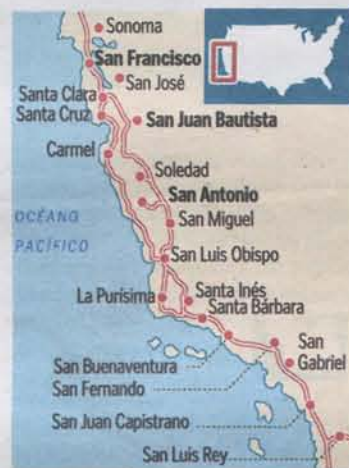 Sonoma
San Francisco
San José
Santa Clara
Santa Cruz
San Juan Bautista
Carmel
Soledad
San Antonio
OCÉANO
PACÍFICO
San Miguel
San Luis Obispo
La Purísima
Santa Inés
Santa Bárbara
San Buenaventura
San Fernando
San
Gabriel
San Juan Capistrano
San Luis Rey